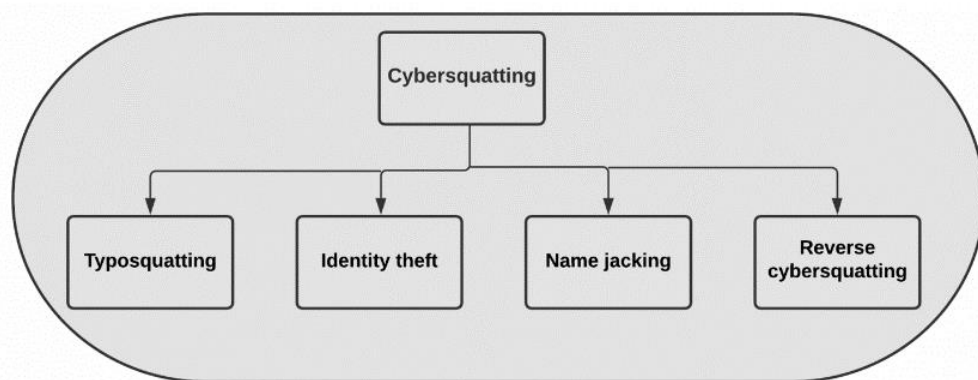 Cybersquatting
Typosquatting
Identity theft
Name jacking
Reverse
cybersquatting